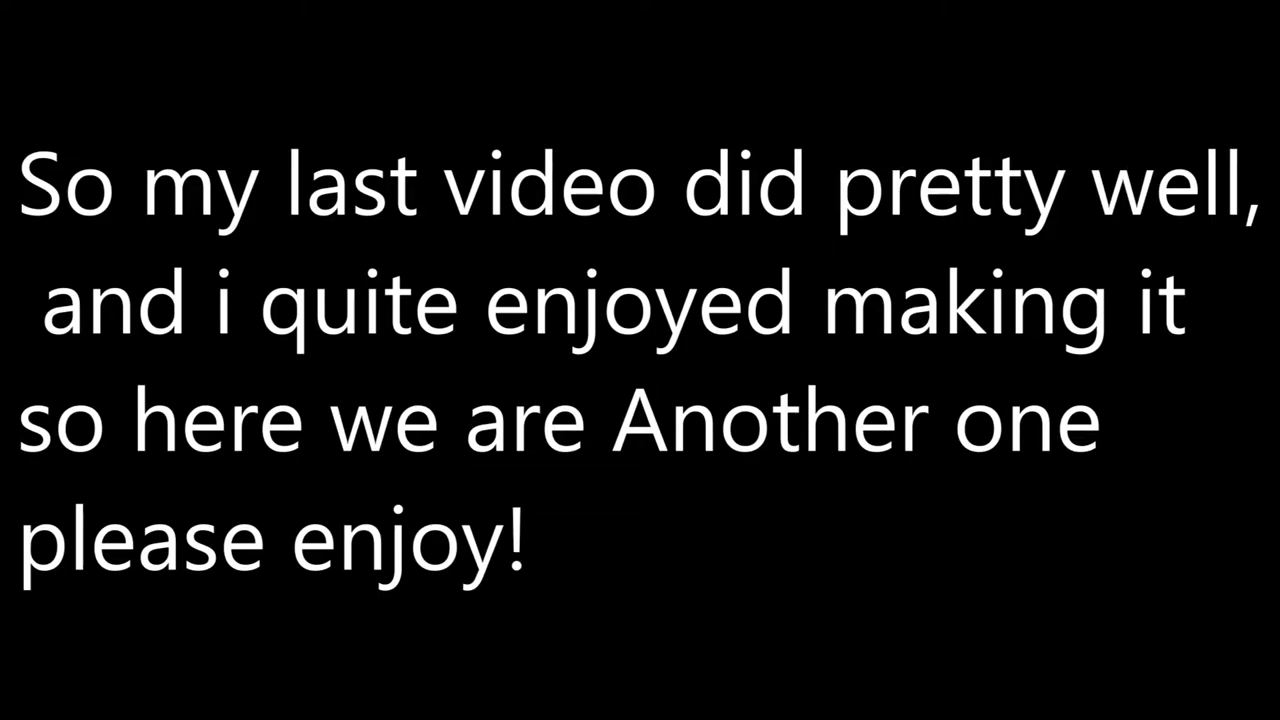 So my last video did pretty well,
and i quite enjoyed making it
so here we are Another one
please enjoy!